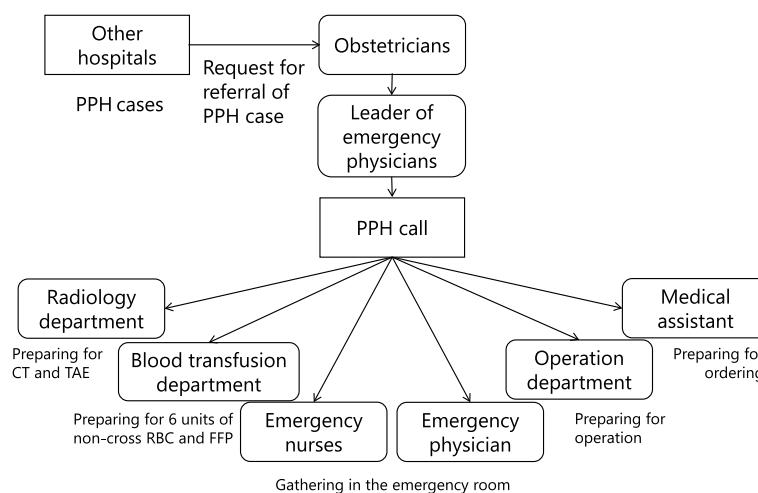 Other
hospitals
Obstetricians
Request for
referral of
PPH case
PPH cases
Leader of
emergency
physicians
PPH call
Radiology
department
Medical
assistant
Preparing for
CT and TAE
Blood transfusion
department
Operation
department
Preparing
ordering
Preparing for 6 units of
non-cross RBC and FFP
Emergency
nurses
Emergency
physician
Preparing for
operation
Gathering in the emergency room